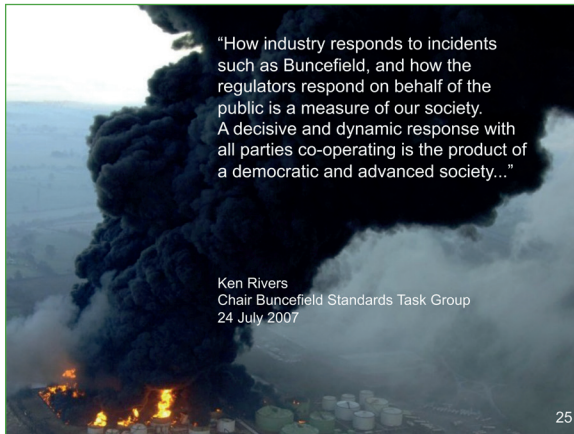 “How industry responds to incidents
such as Buncefield, and how the
regulators respond on behalf of the
public is a measure of our society.
A decisive and dynamic response with
all parties co-operating is the product of
a democratic and advanced society...”
Ken Rivers
Chair Buncefield Standards Task Group
24 July 2007
25